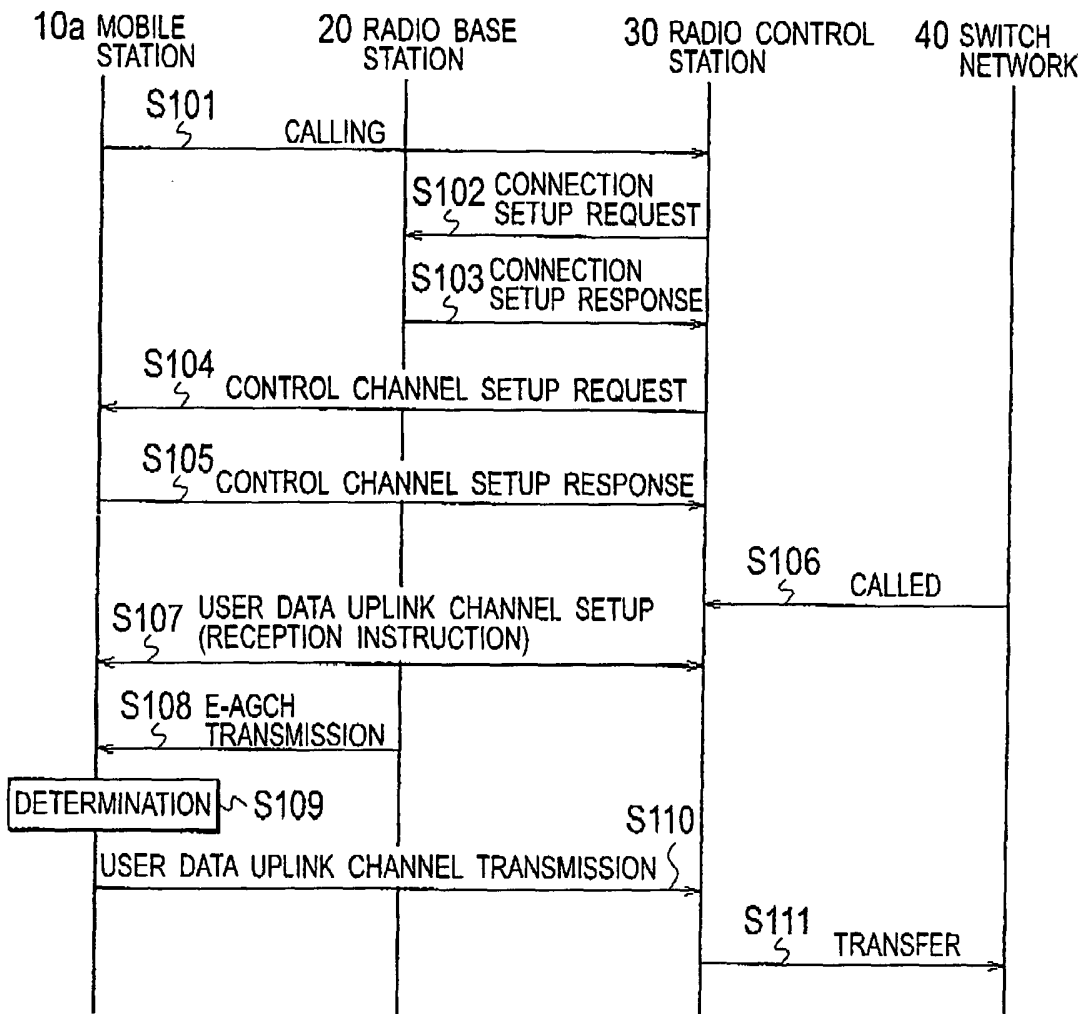 10a MOBILE STATION
20 RADIO BASE STATION
30 RADIO CONTROL STATION
40 SWITCH NETWORK
S101
CALLING
S102 CONNECTION
SETUP REQUEST
S103 CONNECTION
SETUP RESPONSE
S104
CONTROL CHANNEL SETUP REQUEST
S105
CONTROL CHANNEL SETUP RESPONSE
S106
CALLED
S107 USER DATA UPLINK CHANNEL SETUP
(RECEPTION INSTRUCTION)
S108 E-AGCH
TRANSMISSION
DETERMINATION S109
S110
USER DATA UPLINK CHANNEL TRANSMISSION
S111
TRANSFER